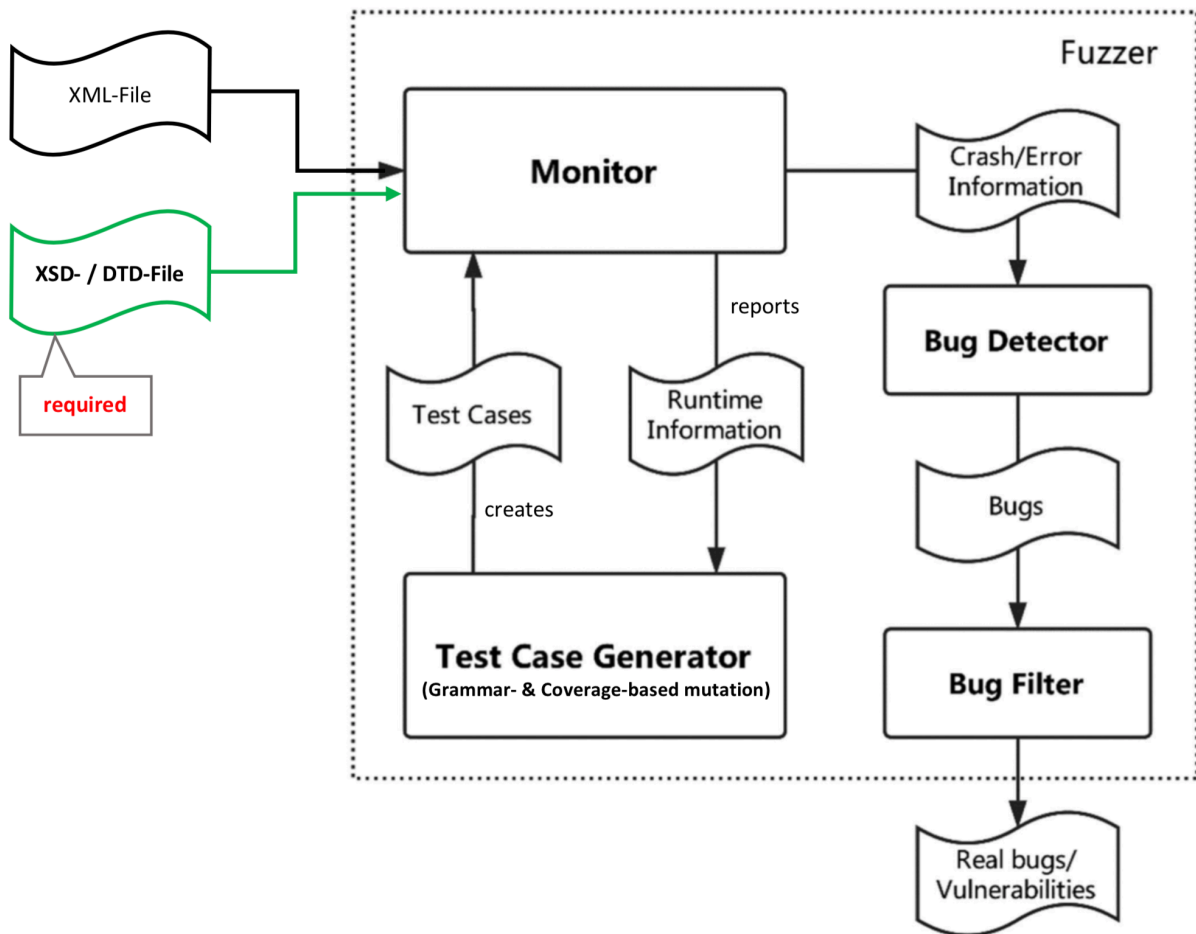 Fuzzer
XML-File
Monitor
Crash/Error
Information
XSD- / DTD-File
required
reports
Bug Detector
Test Cases
Runtime
Information
creates
Bugs
Test Case Generator
(Grammar- & Coverage-based mutation)
Bug Filter
Real bugs/
Vulnerabilities